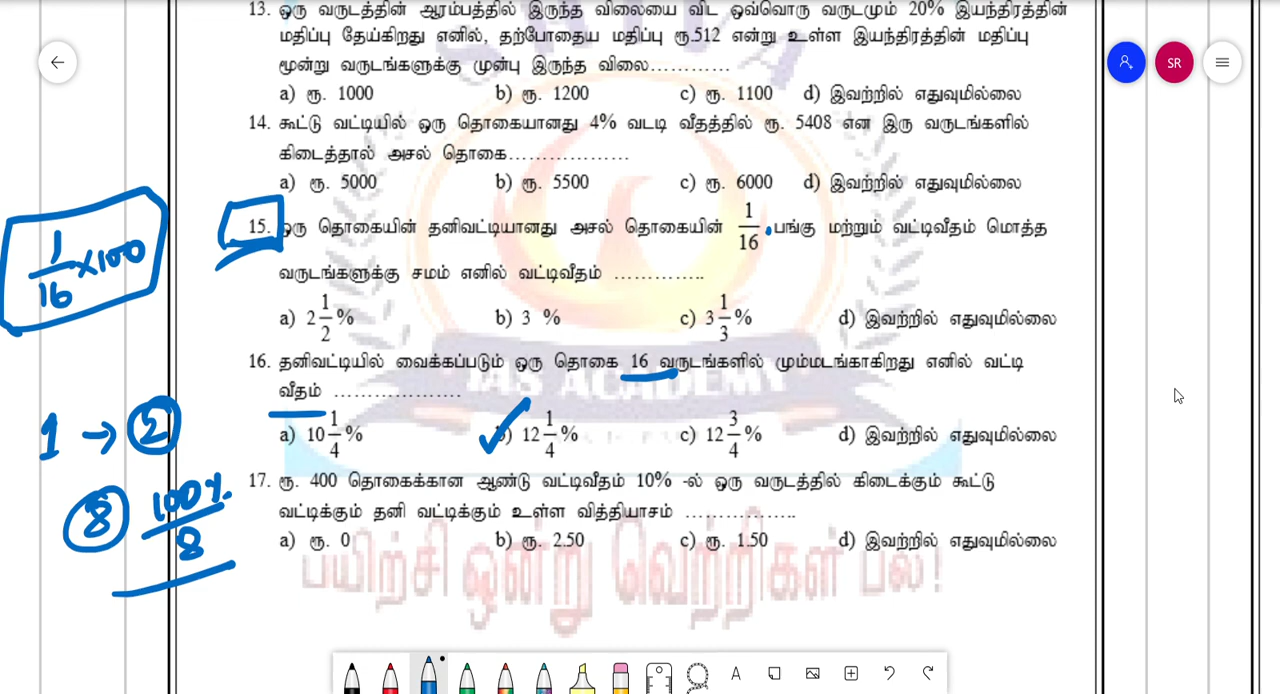 13. ஒரு வருடத்தின் ஆரம்பத்தில் இருந்த விலையை விட ஒவ்வொரு வருடமும் 20% இயந்திரத்தின்
மதிப்பு தேய்கிறது எனில், தற்போதைய மதிப்பு ரூ.512 என்று உள்ள இயந்திரத்தின் மதிப்பு
மூன்று வருடங்களுக்கு முன்பு இருந்த விலை…………
a) ரூ. 1000 b) ரூ. 1200 c) ரூ. 1100 d) இவற்றில் எதுவுமில்லை
14. கூட்டு வட்டியில் ஒரு தொகையானது 4% வடடி வீதத்தில் ரூ. 5408 என இரு வருடங்களில்
கிடைத்தால் அசல் தொகை………………
a) ரூ. 5000 b) ரூ. 5500 c) ரூ. 6000 d) இவற்றில் எதுவுமில்லை
15. ஒரு தொகையின் தனிவட்டியானது அசல் தொகையின் 1/16 பங்கு மற்றும் வட்டிவீதம் மொத்த
வருடங்களுக்கு சமம் எனில் வட்டிவீதம் …………..
a) 2 1/2 % b) 3 % c) 3 1/3 % d) இவற்றில் எதுவுமில்லை
16. தனிவட்டியில் வைக்கப்படும் ஒரு தொகை 16 வருடங்களில் மும்மடங்காகிறது எனில் வட்டி
வீதம் ……………….
a) 10 1/4 % b) 12 1/4 % c) 12 3/4 % d) இவற்றில் எதுவுமில்லை
17. ரூ. 400 தொகைக்கான ஆண்டு வட்டிவீதம் 10% -ல் ஒரு வருடத்தில் கிடைக்கும் கூட்டு
வட்டிக்கும் தனி வட்டிக்கும் உள்ள வித்தியாசம் ……………..
a) ரூ. 0 b) ரூ. 2.50 c) ரூ. 1.50 d) இவற்றில் எதுவுமில்லை
IAS ACADEMY
பயிற்சி ஒன்று வெற்றிகள் பல!
1/16 × 100
1 → 2
8 100%/8
SR
A